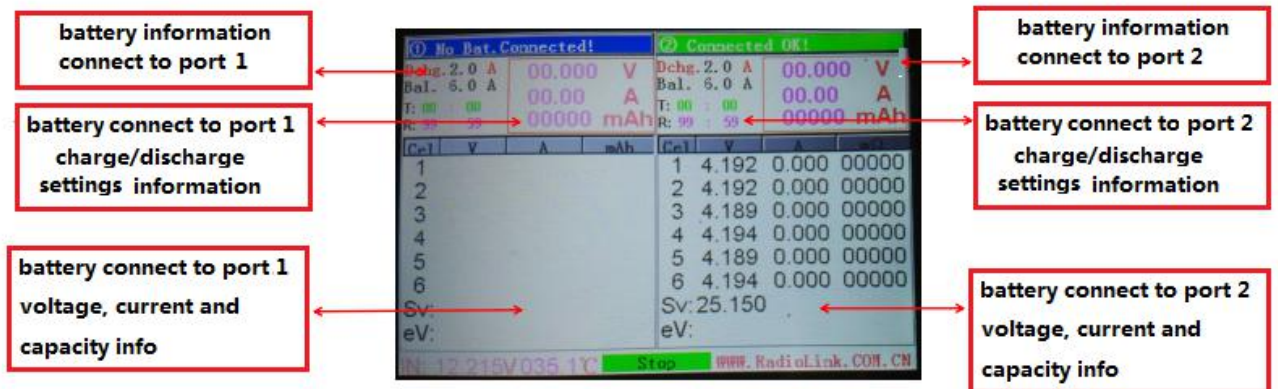 battery information
connect to port 1
battery connect to port 1
charge/discharge
settings information
battery connect to port 1
voltage, current and
capacity info
① No Bat.Connected!
Dchg.2.0 A
Bal. 6.0 A
T: 00 : 00
R: 99 : 59
00.000 V
00.00 A
00000 mAh
Cel V A mAh
1
2
3
4
5
6
Sv:
eV:
② Connected OK!
Dchg.2.0 A
Bal. 6.0 A
T: 00 : 00
R: 99 : 59
00.000 V
00.00 A
00000 mAh
Cel V A mΩ
1 4.192 0.000 00000
2 4.192 0.000 00000
3 4.189 0.000 00000
4 4.194 0.000 00000
5 4.189 0.000 00000
6 4.194 0.000 00000
Sv:25.150
eV:
IN: 12.215V 035.1℃ Stop WWW.RadioLink.COM.CN
battery information
connect to port 2
battery connect to port 2
charge/discharge
settings information
battery connect to port 2
voltage, current and
capacity info